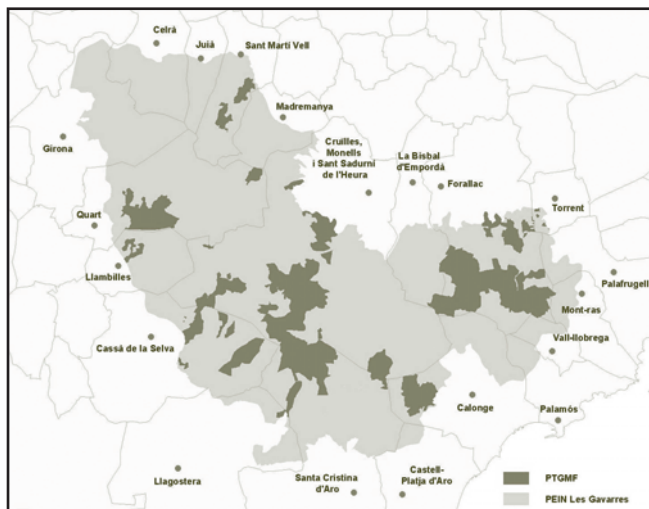 Celrà
Juià
Sant Martí Vell
Madremanya
Girona
Cruïlles,
Monells
i Sant Sadurní
de l'Heura
La Bisbal
d'Empordà
Forallac
Torrent
Quart
Palafrugell
Llambilles
Mont-ras
Cassà de la Selva
Vall-llobrega
Calonge
Palamós
Llagostera
Santa Cristina
d'Aro
Castell-
Platja d'Aro
PTGMF
PEIN Les Gavarres